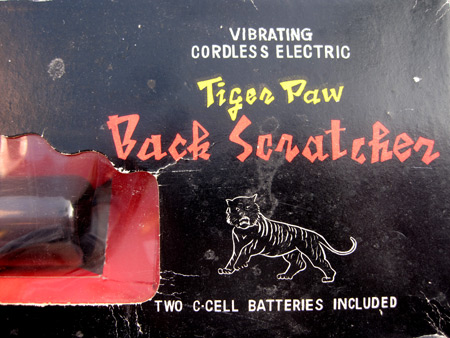 VIBRATING
CORDLESS ELECTRIC
Tiger Paw
Back Scratcher
TWO C-CELL BATTERIES INCLUDED